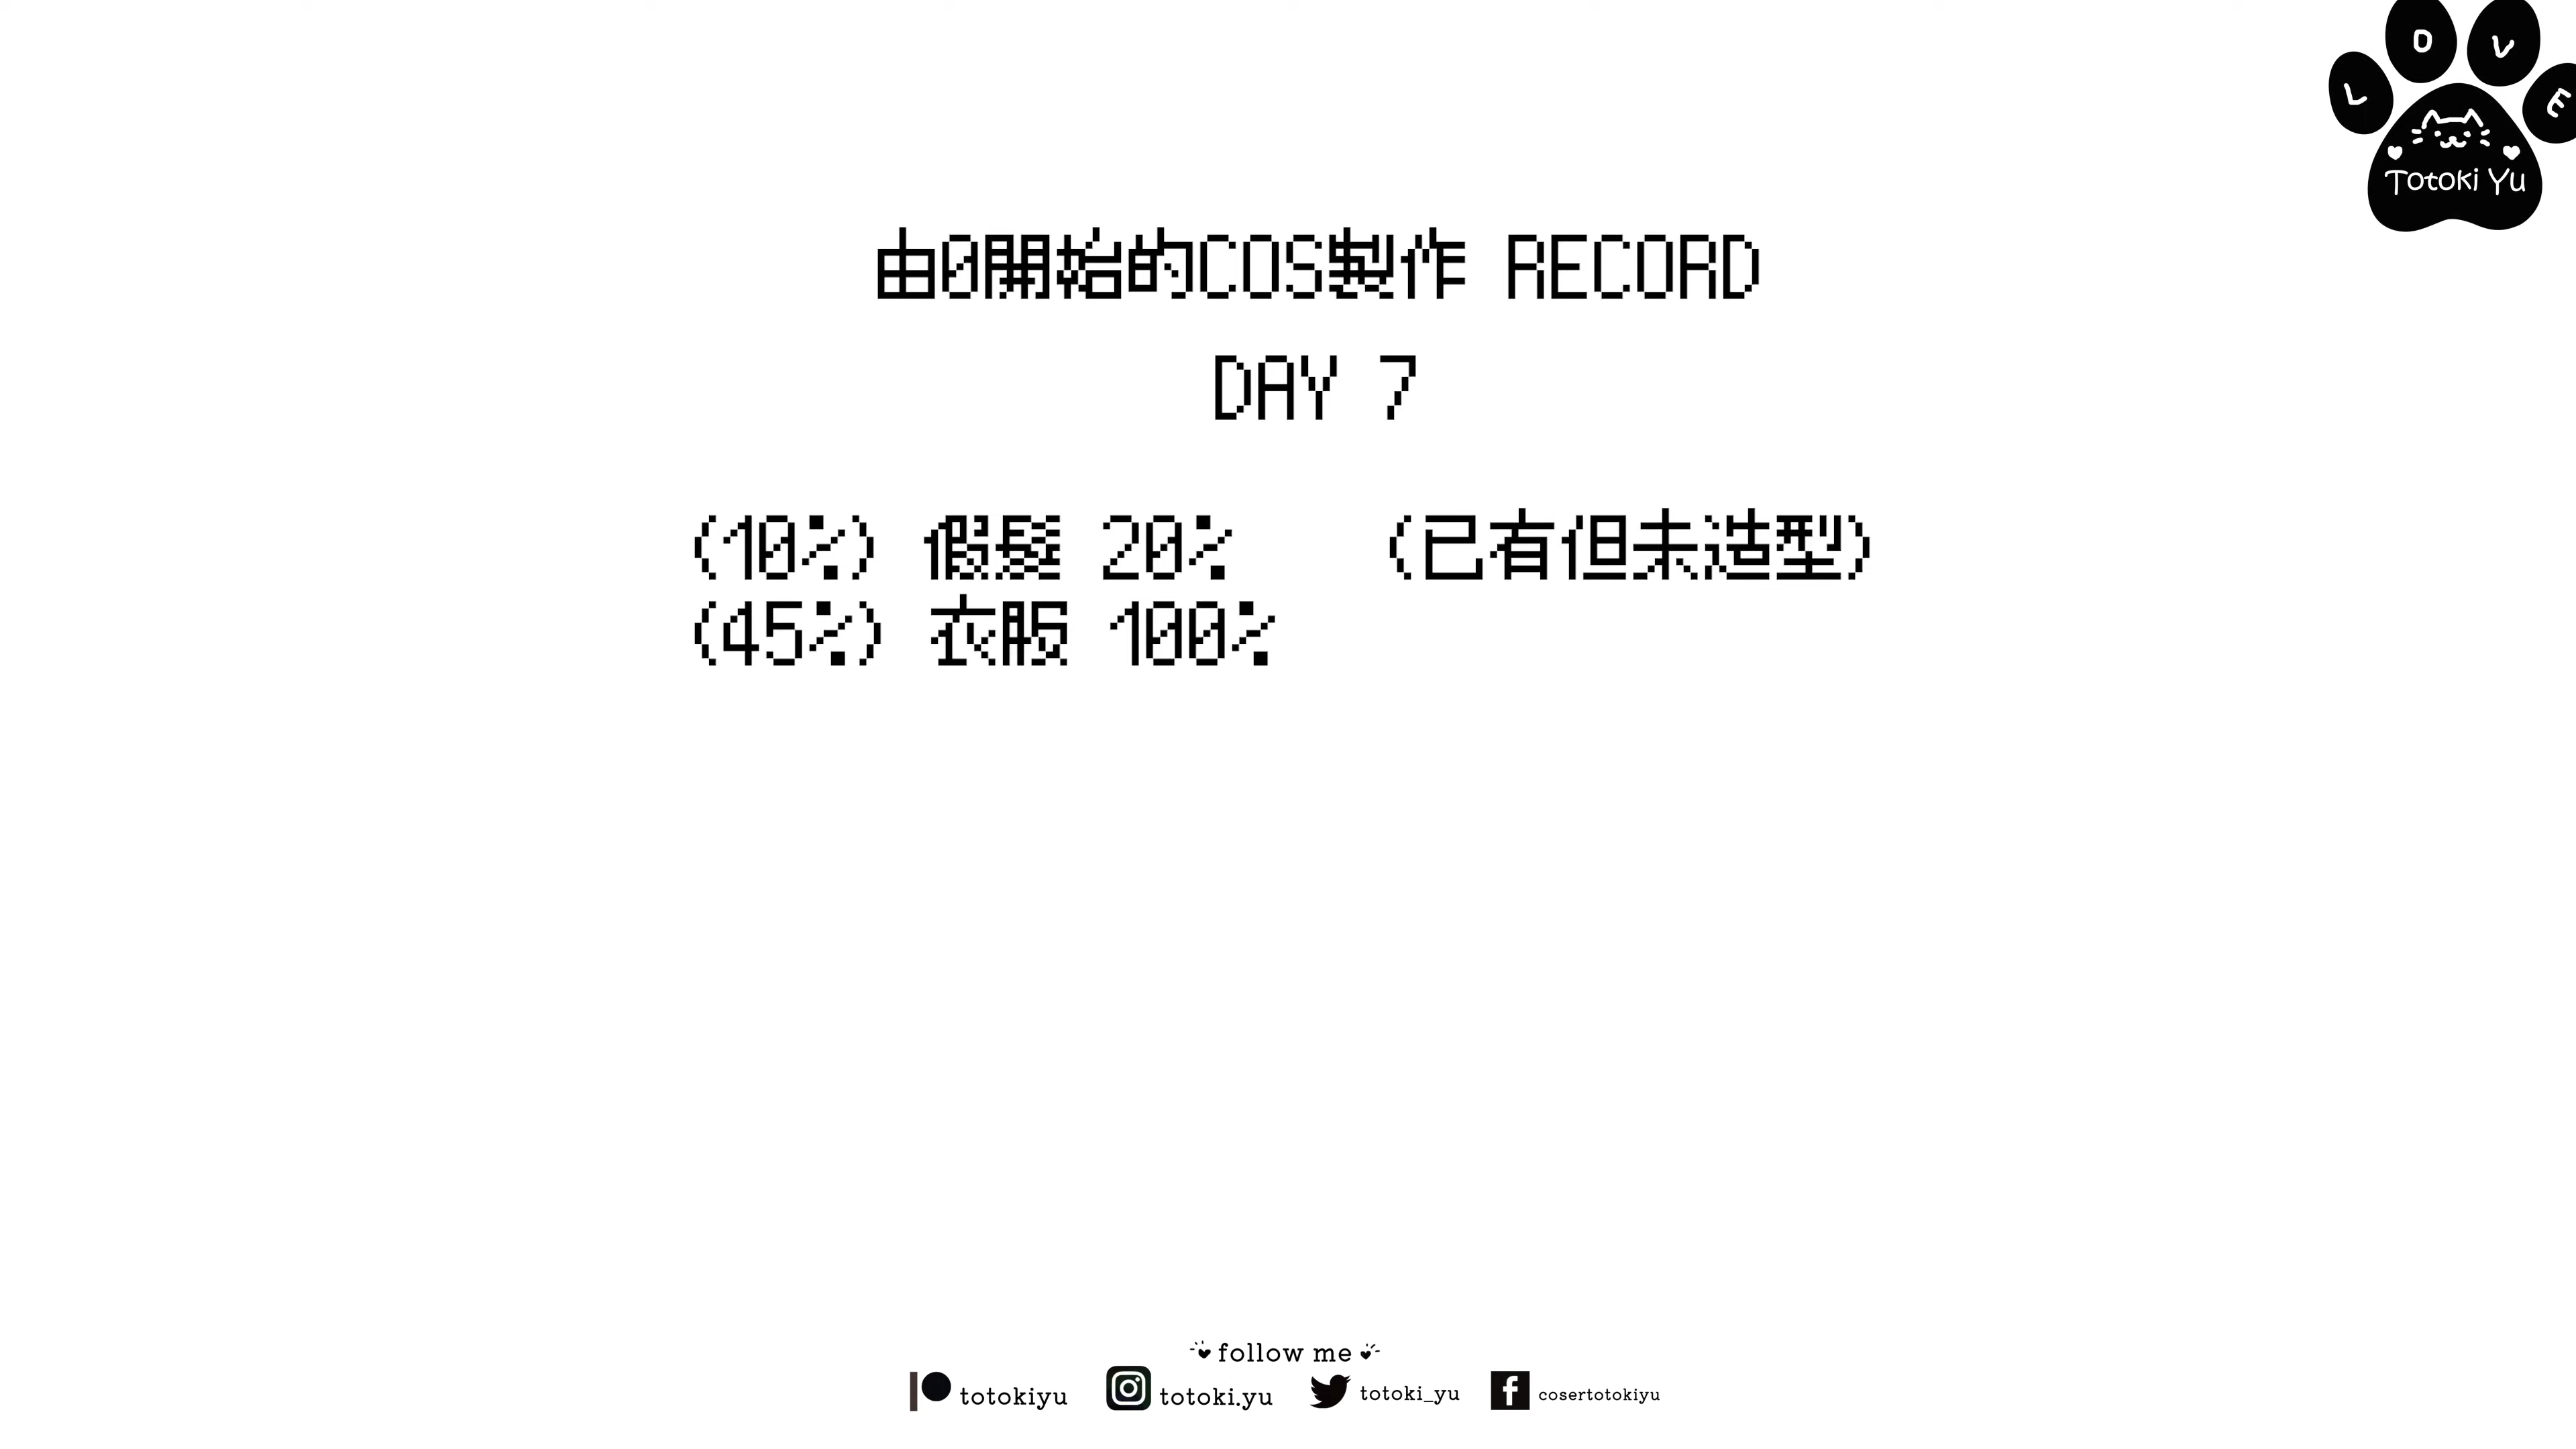 L O V E
Totoki Yu
由0開始的COS製作 RECORD
DAY 7
(10%) 假髮 20% (已有但未造型)
(45%) 衣服 100%
follow me
totokiyu totoki.yu totoki_yu cosertotokiyu